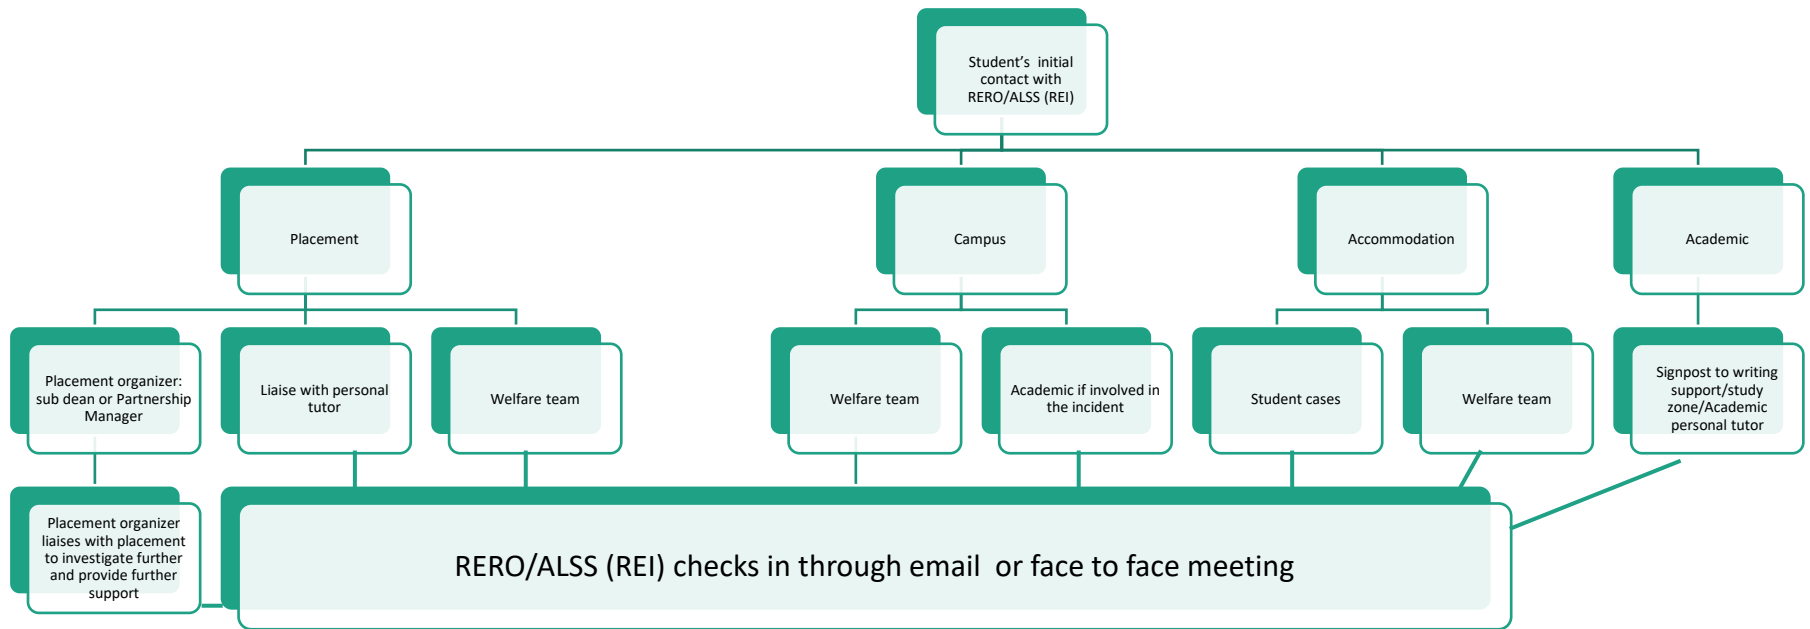 Student's initial
contact with
RERO/ALSS (REI)
Placement
Campus
Accommodation
Academic
Placement organizer:
sub dean or Partnership
Manager
Liaise with personal
tutor
Welfare team
Welfare team
Academic if involved in
the incident
Student cases
Welfare team
Signpost to writing
support/study
zone/Academic
personal tutor
Placement organizer
liaises with placement
to investigate further
and provide further
support
RERO/ALSS (REI) checks in through email or face to face meeting